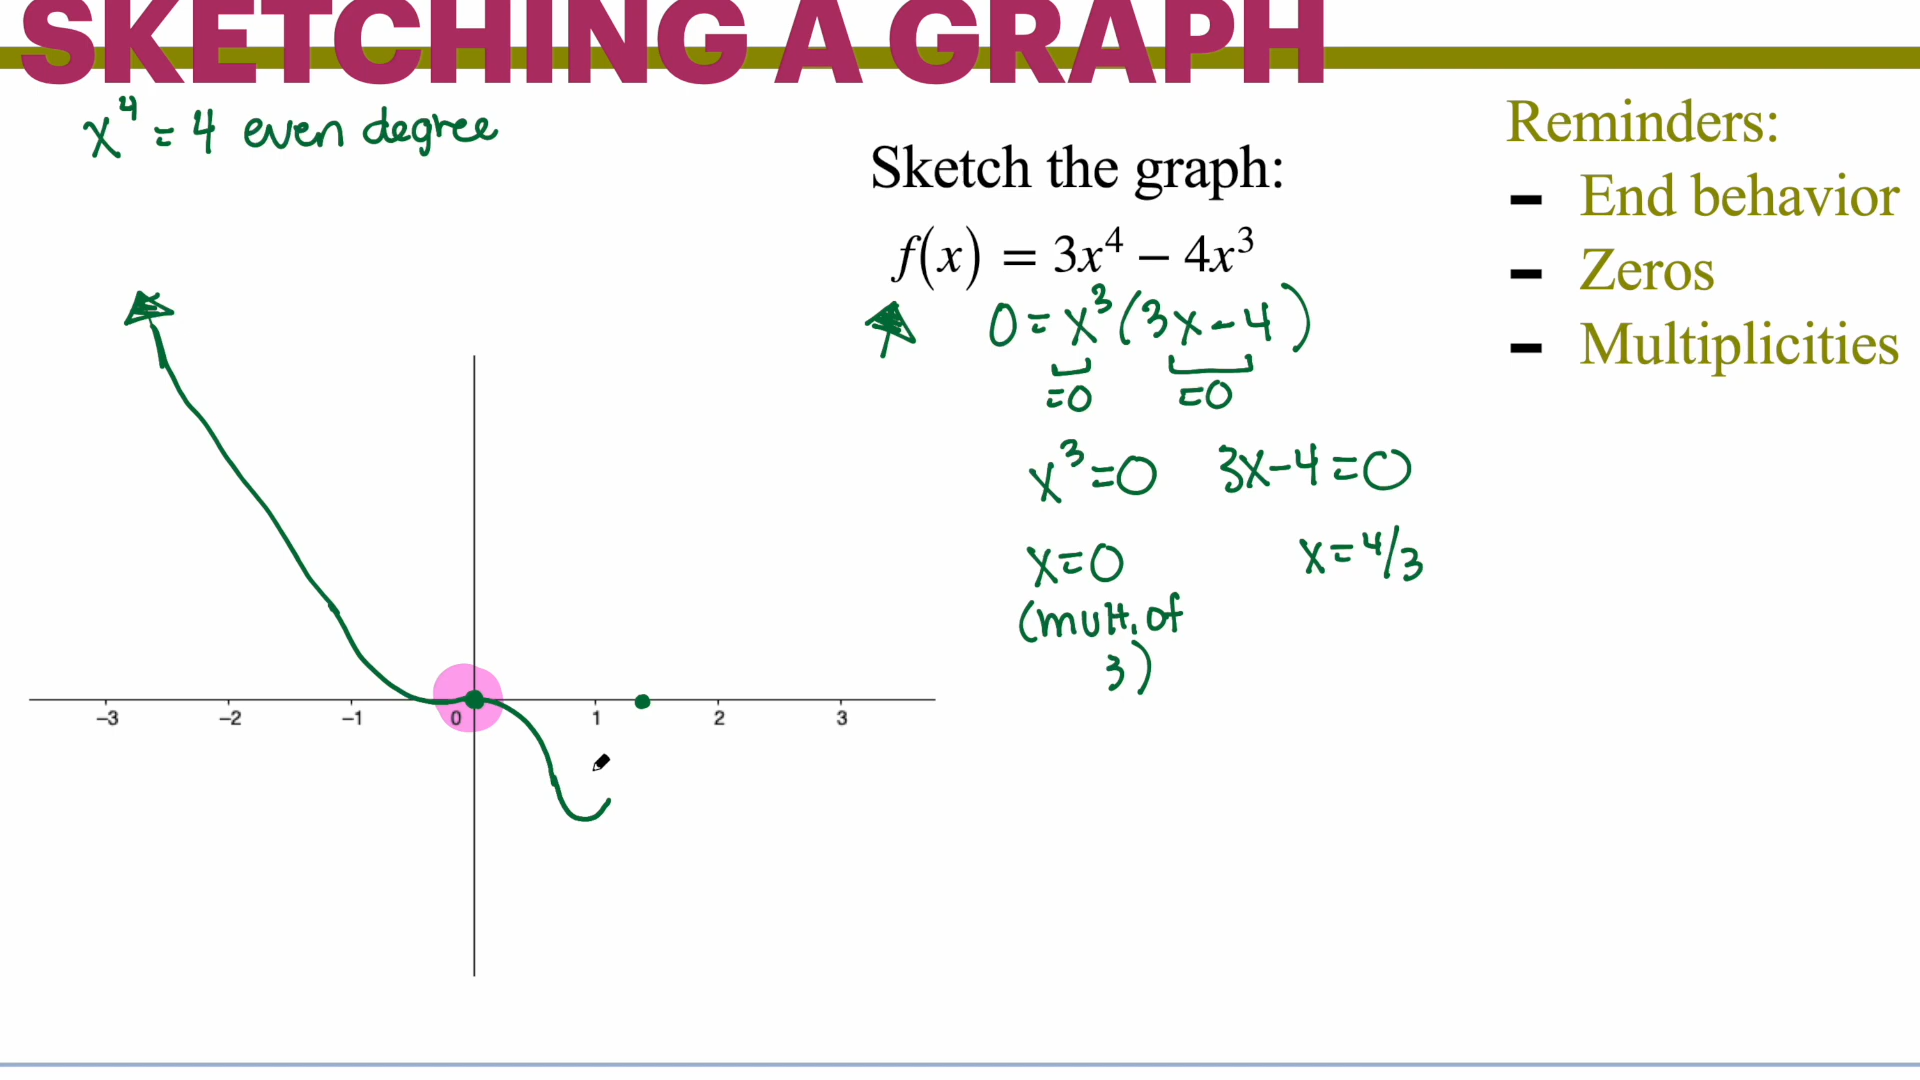 SKETCHING A GRAPH
x⁴ = 4 even degree
Sketch the graph:
f(x) = 3x⁴ − 4x³
0 = x³(3x − 4)
=0 =0
x³=0 3x−4=0
x=0 x=4/3
(mult. of
3)
Reminders:
- End behavior
- Zeros
- Multiplicities
−3 −2 −1 0 1 2 3